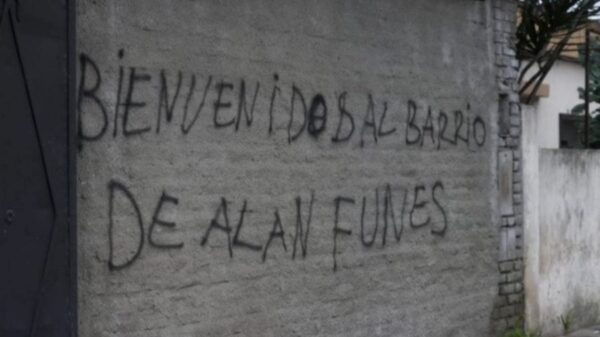 BIENVENIDOS AL BARRIO
DE ALAN FUNES